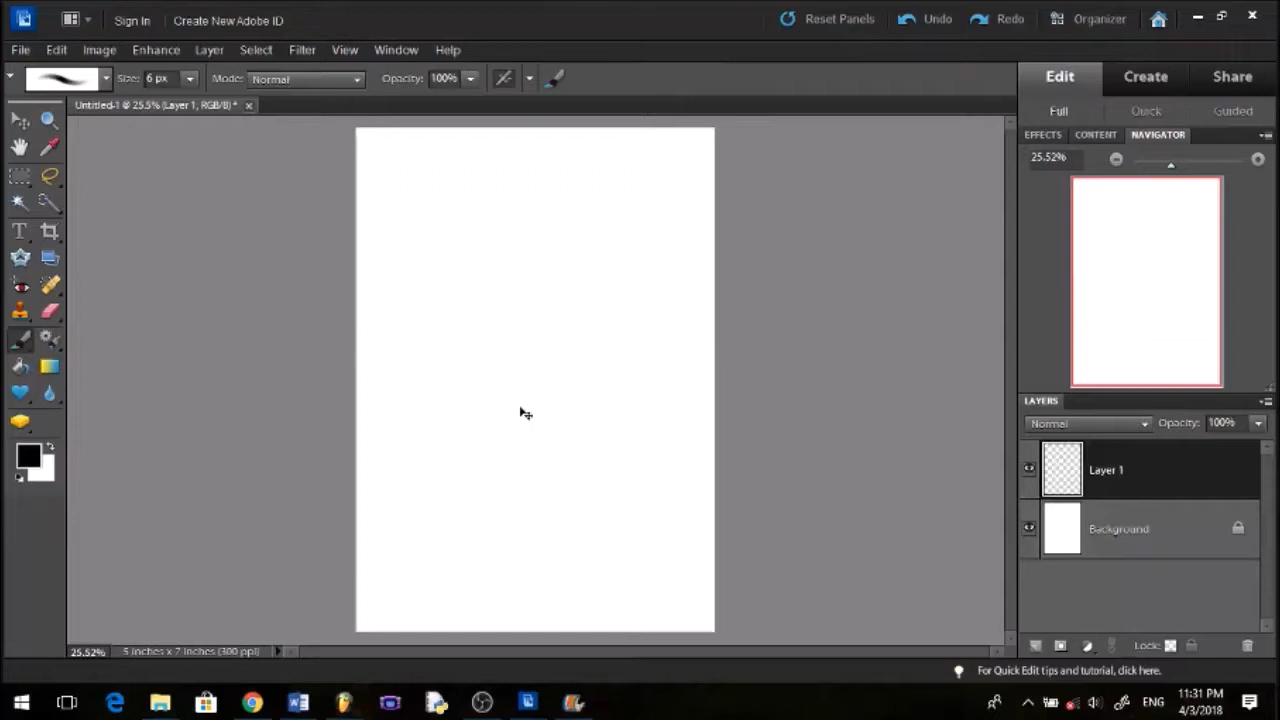 Sign In Create New Adobe ID Reset Panels Undo Redo Organizer
File Edit Image Enhance Layer Select Filter View Window Help
Size: 6 px Mode: Normal Opacity: 100% Edit Create Share
Untitled-1 @ 25.5% (Layer 1, RGB/8) * Full Quick Guided
EFFECTS CONTENT NAVIGATOR
25.52%
LAYERS
Normal Opacity: 100%
Layer 1
Background
Lock:
25.52% 5 inches x 7 inches (300 ppi)
For Quick Edit tips and tutorial, click here.
ENG 11:31 PM
4/3/2018